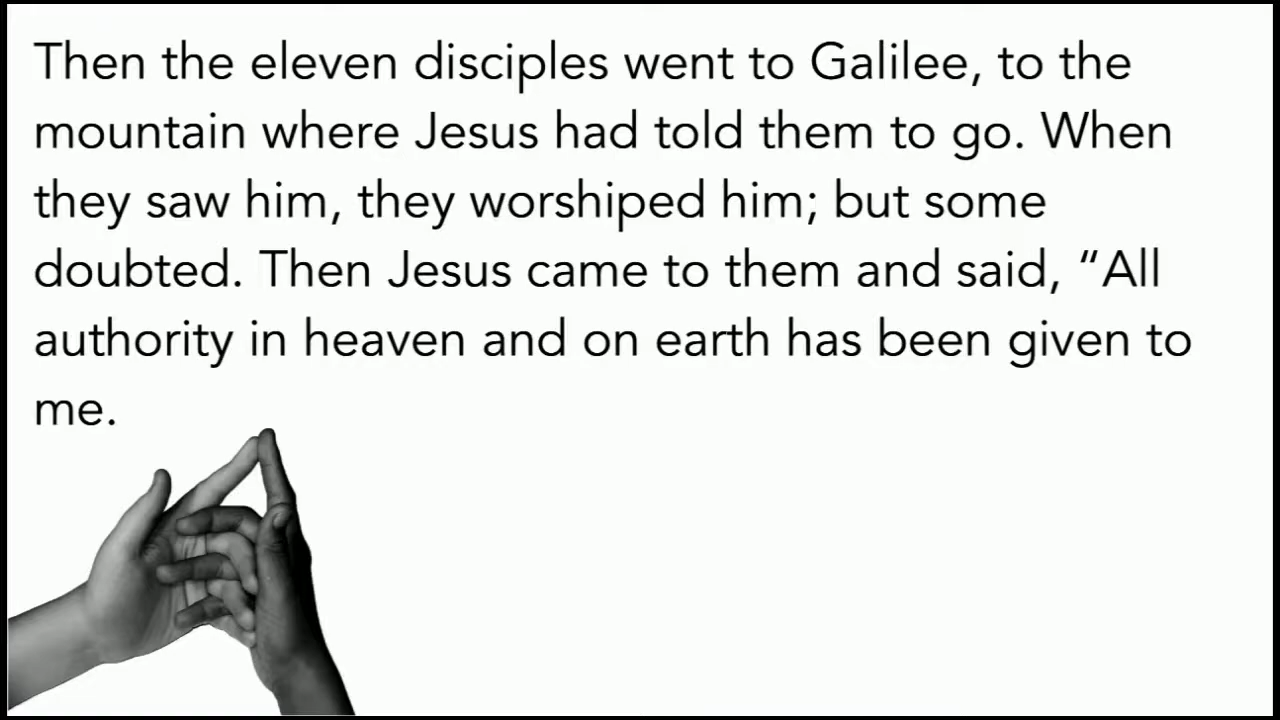 Then the eleven disciples went to Galilee, to the
mountain where Jesus had told them to go. When
they saw him, they worshiped him; but some
doubted. Then Jesus came to them and said, “All
authority in heaven and on earth has been given to
me.